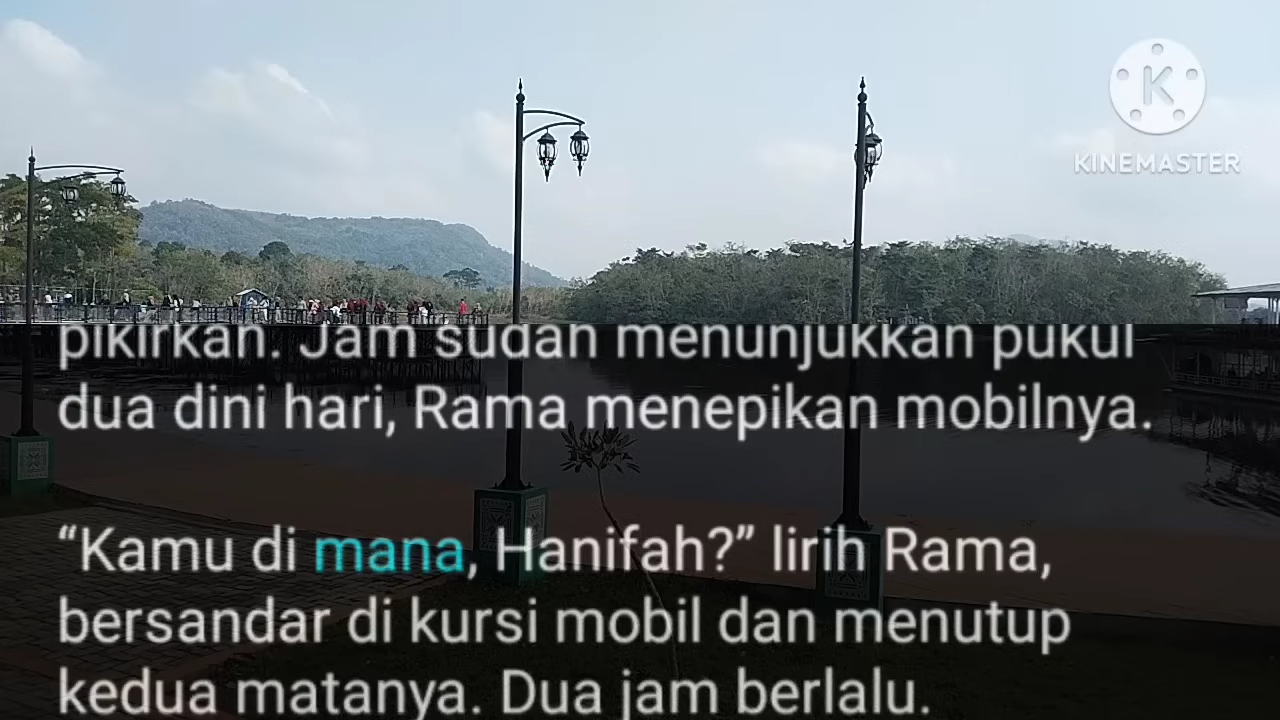 KINEMASTER
pikirkan. Jam sudah menunjukkan pukul
dua dini hari, Rama menepikan mobilnya.
“Kamu di mana, Hanifah?” lirih Rama,
bersandar di kursi mobil dan menutup
kedua matanya. Dua jam berlalu.